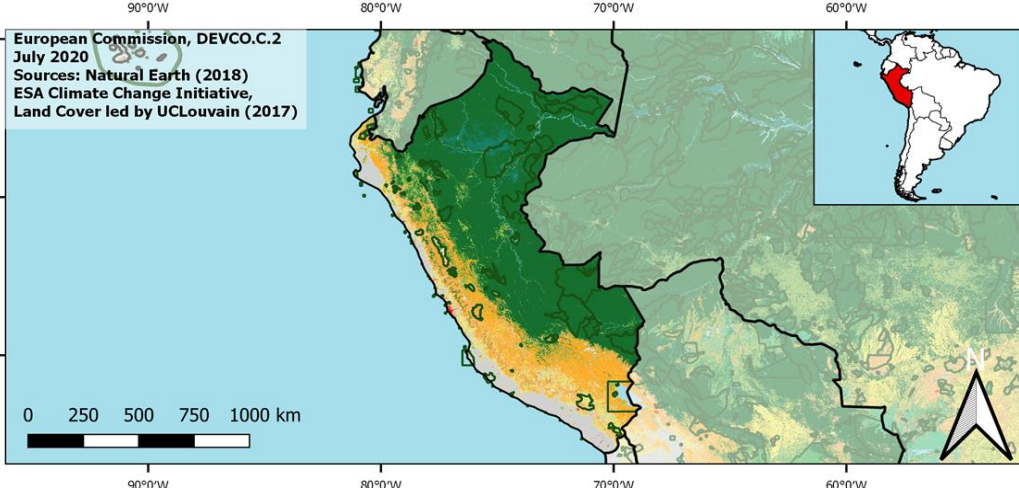 90°0'W 80°0'W 70°0'W 60°0'W
European Commission, DEVCO.C.2
July 2020
Sources: Natural Earth (2018)
ESA Climate Change Initiative,
Land Cover led by UCLouvain (2017)
N
0 250 500 750 1000 km
90°0'W 80°0'W 70°0'W 60°0'W